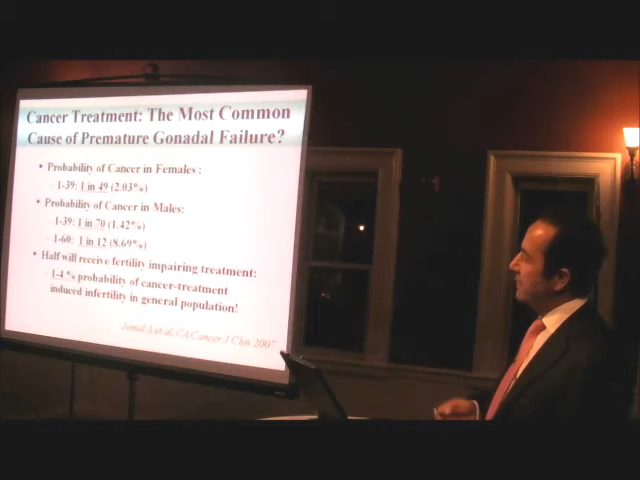 Cancer Treatment: The Most Common
Cause of Premature Gonadal Failure?
• Probability of Cancer in Females :
– 1-39: 1 in 49 (2.03%)
• Probability of Cancer in Males:
– 1-39: 1 in 70 (1.42%)
– 1-60: 1 in 12 (8.69%)
• Half will receive fertility impairing treatment:
– 1-4 % probability of cancer-treatment
induced infertility in general population!
Jemal A et al, CA Cancer J Clin 2007